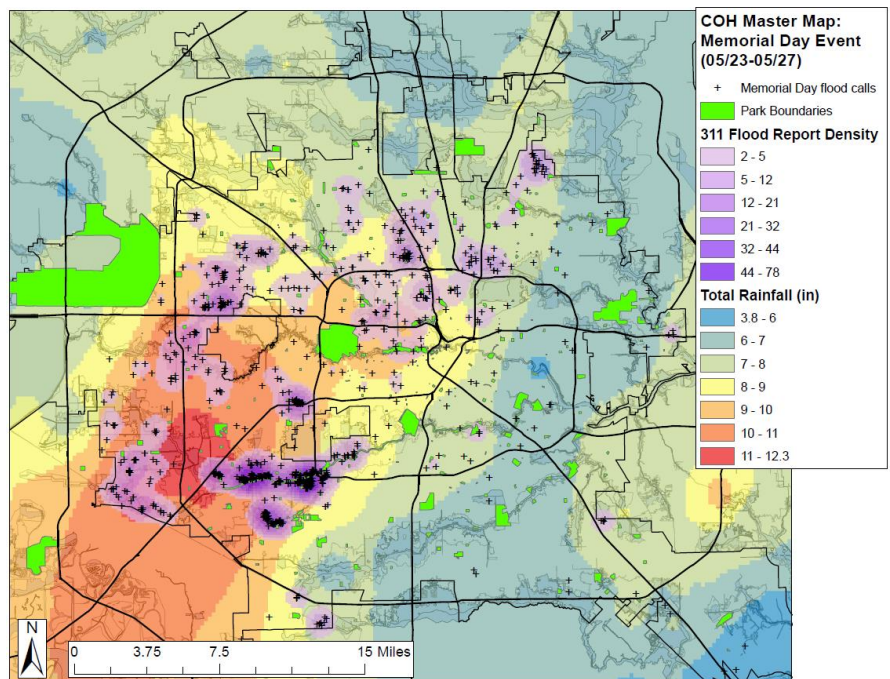 COH Master Map:
Memorial Day Event
(05/23-05/27)
+ Memorial Day flood calls
Park Boundaries
311 Flood Report Density
2 - 5
5 - 12
12 - 21
21 - 32
32 - 44
44 - 78
Total Rainfall (in)
3.8 - 6
6 - 7
7 - 8
8 - 9
9 - 10
10 - 11
11 - 12.3
N
0 3.75 7.5 15 Miles